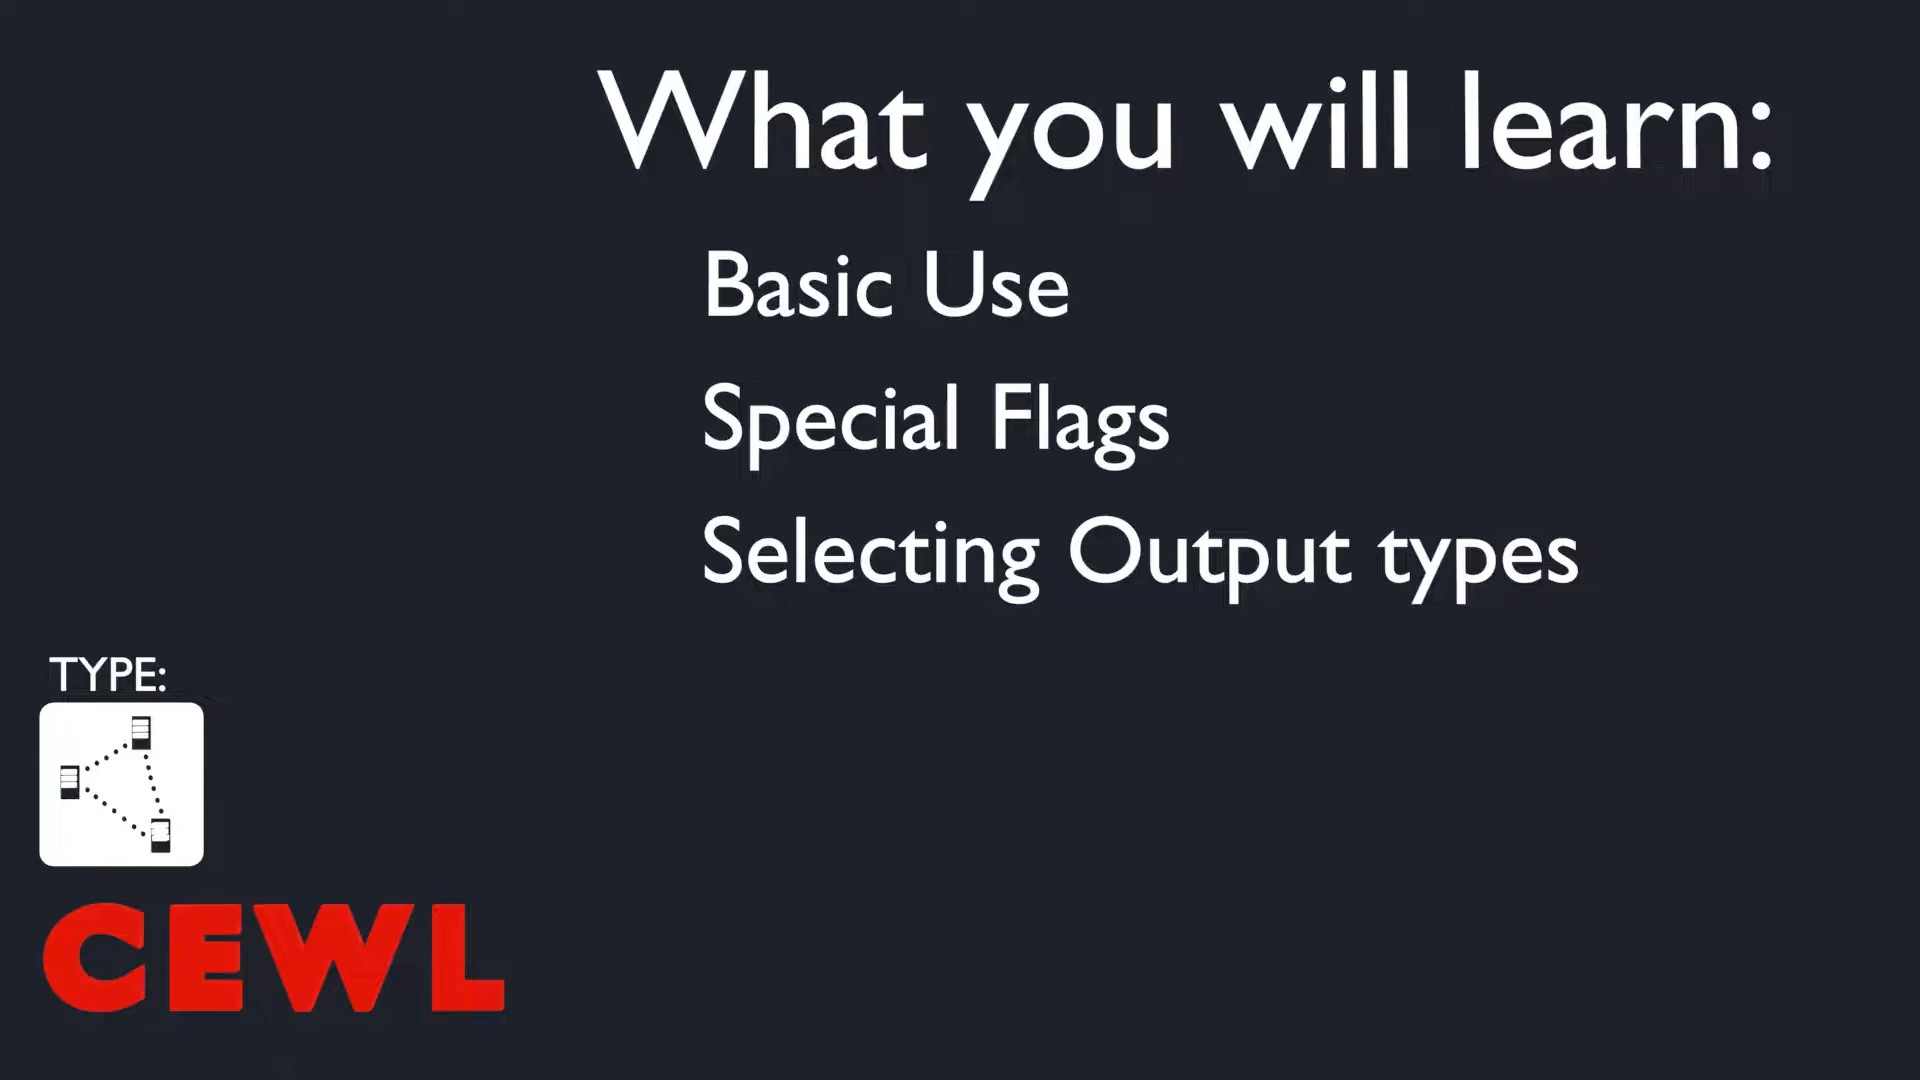 What you will learn:
Basic Use
Special Flags
Selecting Output types
TYPE:
CEWL